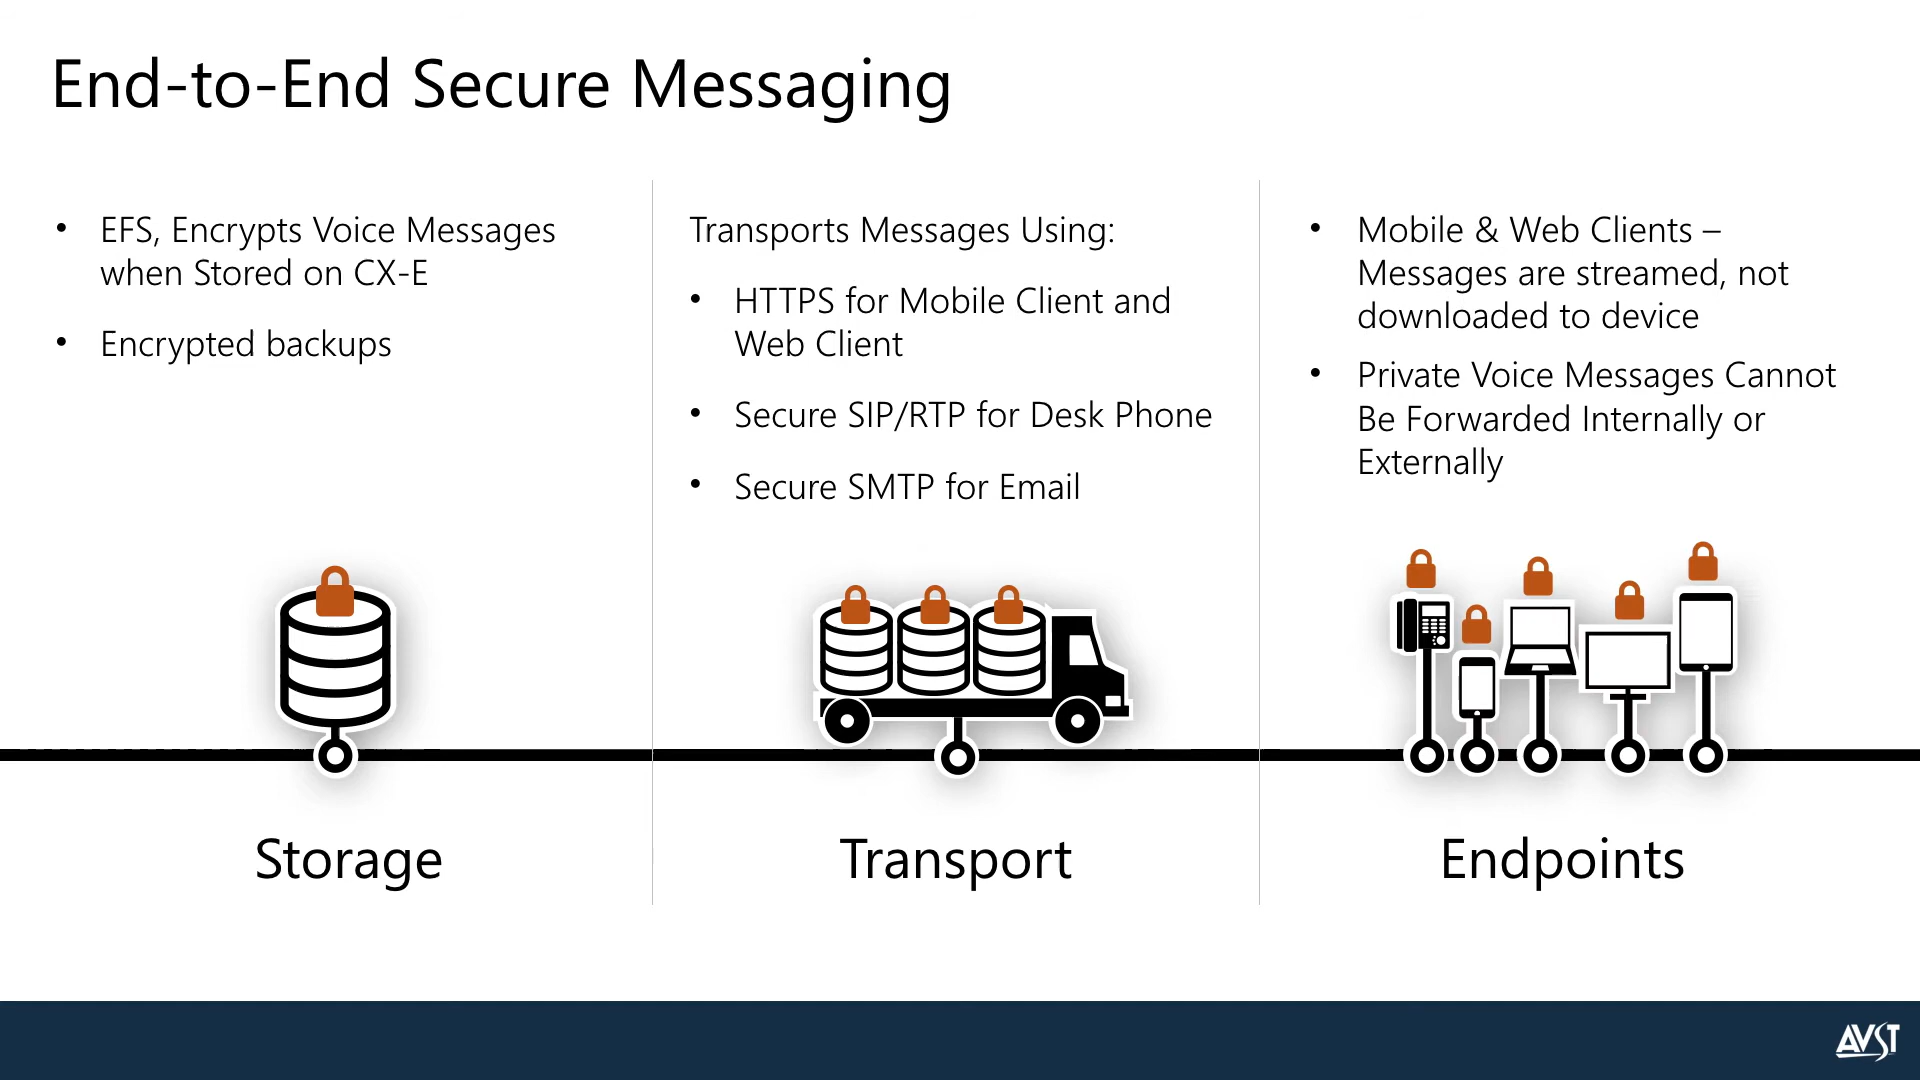 End-to-End Secure Messaging
• EFS, Encrypts Voice Messages
when Stored on CX-E
• Encrypted backups
Transports Messages Using:
• HTTPS for Mobile Client and
Web Client
• Secure SIP/RTP for Desk Phone
• Secure SMTP for Email
• Mobile & Web Clients –
Messages are streamed, not
downloaded to device
• Private Voice Messages Cannot
Be Forwarded Internally or
Externally
Storage
Transport
Endpoints
AVST